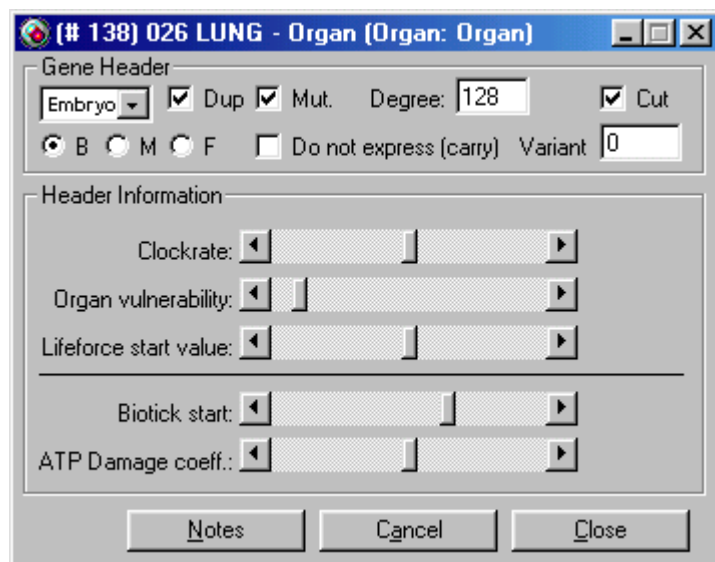 (# 138) 026 LUNG - Organ (Organ: Organ)
Gene Header
Embryo Dup Mut. Degree: 128 Cut
B M F Do not express (carry) Variant 0
Header Information
Clockrate:
Organ vulnerability:
Lifeforce start value:
Biotick start:
ATP Damage coeff.:
Notes Cancel Close